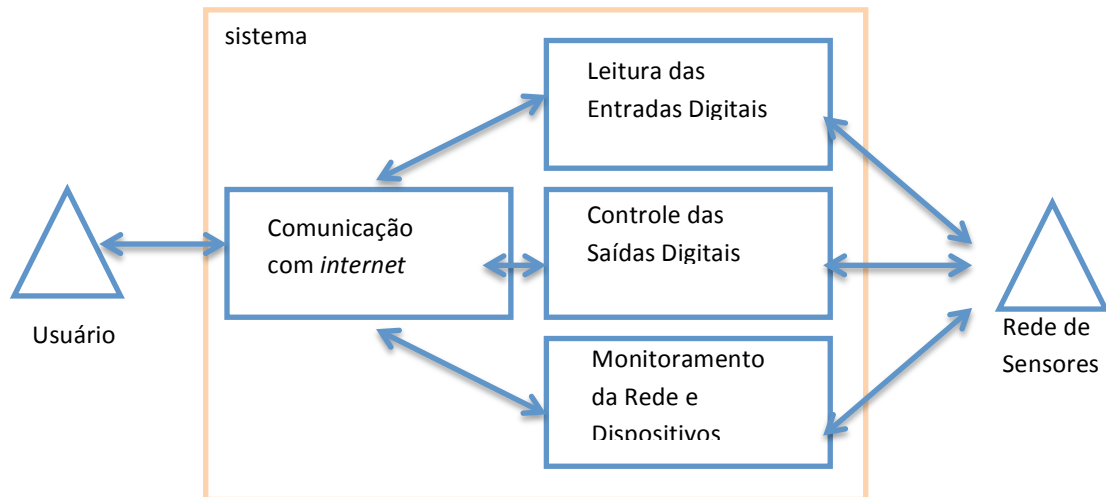 sistema
Leitura das
Entradas Digitais
Comunicação
com internet
Controle das
Saídas Digitais
Usuário
Rede de
Sensores
Monitoramento
da Rede e
Dispositivos